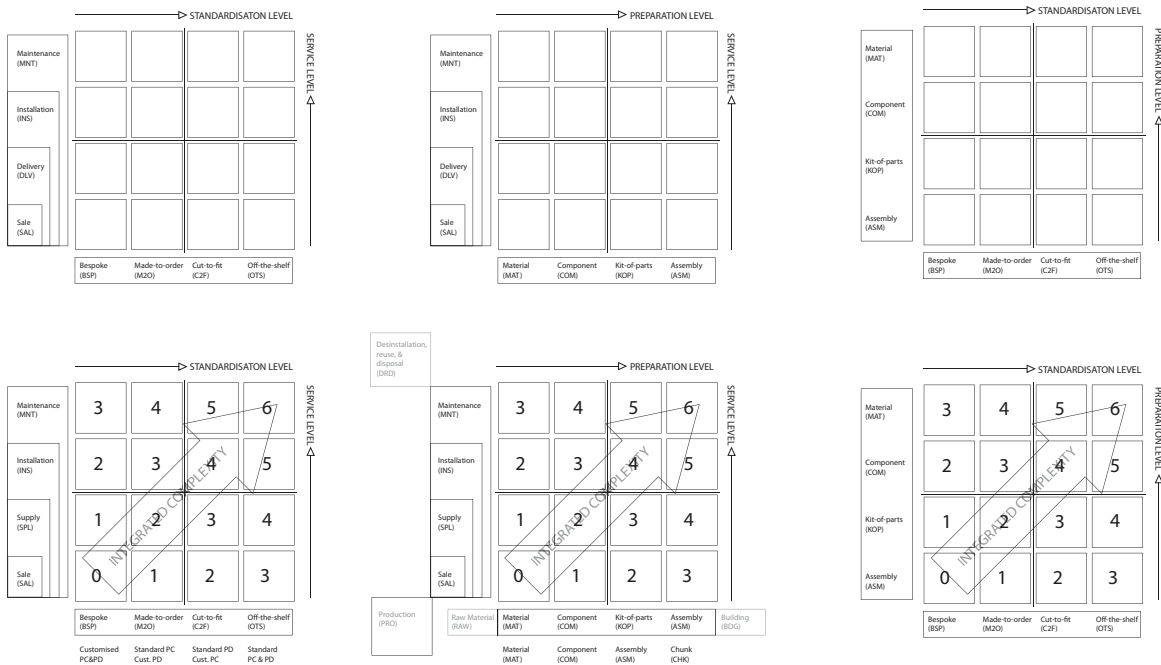 STANDARDISATON LEVEL
Maintenance
(MNT)
Installation
(INS)
Delivery
(DLV)
Sale
(SAL)
SERVICE LEVEL
Bespoke
(BSP)
Made-to-order
(M2O)
Cut-to-fit
(C2F)
Off-the-shelf
(OTS)
PREPARATION LEVEL
Maintenance
(MNT)
Installation
(INS)
Delivery
(DLV)
Sale
(SAL)
SERVICE LEVEL
Material
(MAT)
Component
(COM)
Kit-of-parts
(KOP)
Assembly
(ASM)
STANDARDISATON LEVEL
Material
(MAT)
Component
(COM)
Kit-of-parts
(KOP)
Assembly
(ASM)
PREPARATION LEVEL
Bespoke
(BSP)
Made-to-order
(M2O)
Cut-to-fit
(C2F)
Off-the-shelf
(OTS)
STANDARDISATON LEVEL
Maintenance
(MNT)
Installation
(INS)
Supply
(SPL)
Sale
(SAL)
3 4 5 6
2 3 4 5
1 2 3 4
0 1 2 3
INTEGRATED COMPLEXITY
SERVICE LEVEL
Bespoke
(BSP)
Made-to-order
(M2O)
Cut-to-fit
(C2F)
Off-the-shelf
(OTS)
Customised
PC&PD
Standard PC
Cust. PD
Standard PD
Cust. PC
Standard
PC & PD
Desinstallation,
reuse, &
disposal
(DRD)
PREPARATION LEVEL
Maintenance
(MNT)
Installation
(INS)
Supply
(SPL)
Sale
(SAL)
3 4 5 6
2 3 4 5
1 2 3 4
0 1 2 3
INTEGRATED COMPLEXITY
SERVICE LEVEL
Production
(PRO)
Raw Material
(RAW)
Material
(MAT)
Component
(COM)
Kit-of-parts
(KOP)
Assembly
(ASM)
Building
(BDG)
Material
(MAT)
Component
(COM)
Assembly
(ASM)
Chunk
(CHK)
STANDARDISATON LEVEL
Material
(MAT)
Component
(COM)
Kit-of-parts
(KOP)
Assembly
(ASM)
3 4 5 6
2 3 4 5
1 2 3 4
0 1 2 3
INTEGRATED COMPLEXITY
PREPARATION LEVEL
Bespoke
(BSP)
Made-to-order
(M2O)
Cut-to-fit
(C2F)
Off-the-shelf
(OTS)